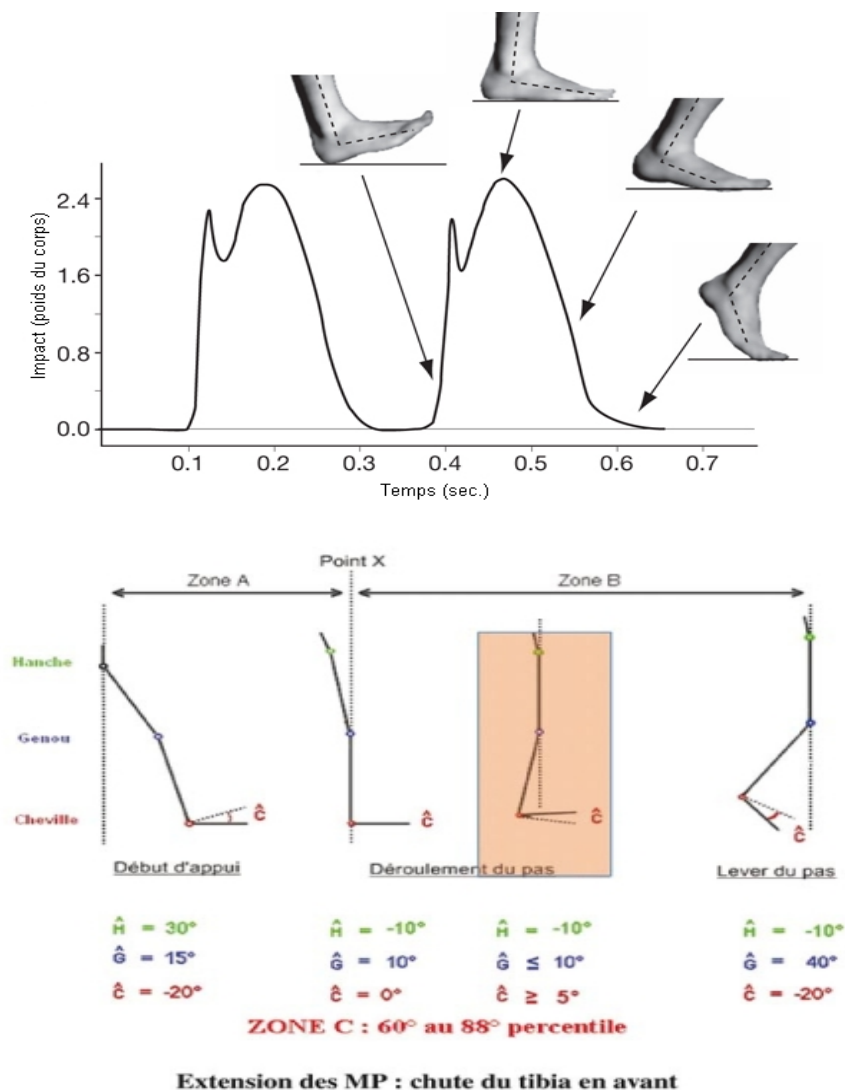 2.4
1.6
0.8
0.0
Impact (poids du corps)
0.1 0.2 0.3 0.4 0.5 0.6 0.7
Temps (sec.)
Point X
Zone A Zone B
Hanche
Genou
Cheville
Ĉ Ĉ Ĉ Ĉ
Début d'appui Déroulement du pas Lever du pas
Ĥ = 30° Ĥ = -10° Ĥ = -10° Ĥ = -10°
Ĝ = 15° Ĝ = 10° Ĝ ≤ 10° Ĝ = 40°
Ĉ = -20° Ĉ = 0° Ĉ ≥ 5° Ĉ = -20°
ZONE C : 60° au 88° percentile
Extension des MP : chute du tibia en avant